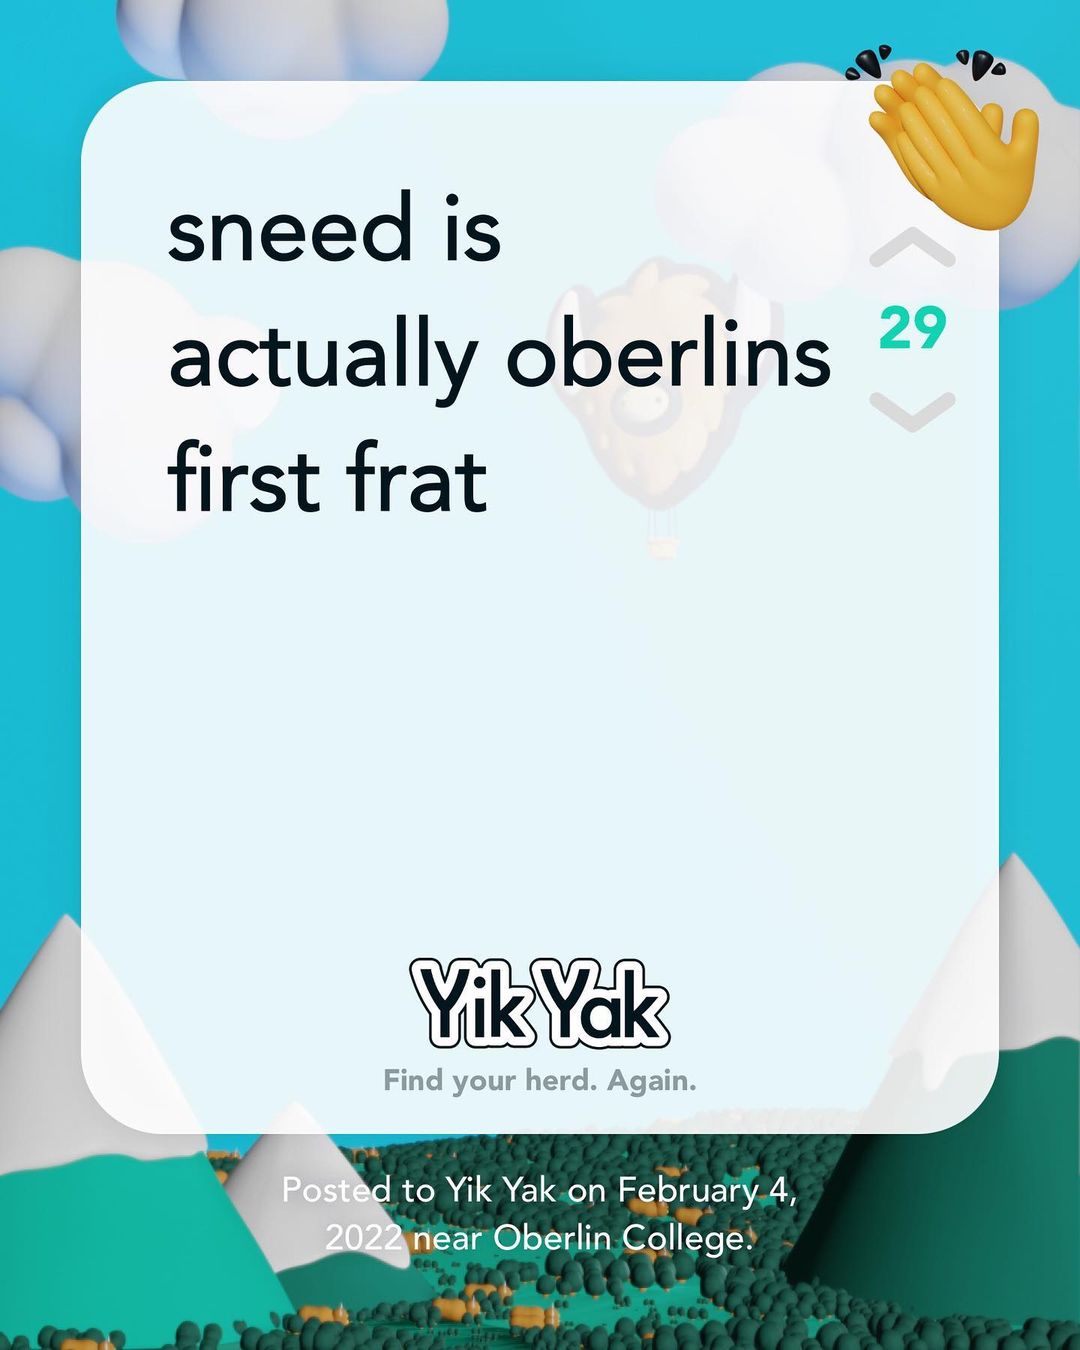 sneed is
actually oberlins
first frat
29
Yik Yak
Find your herd. Again.
Posted to Yik Yak on February 4,
2022 near Oberlin College.